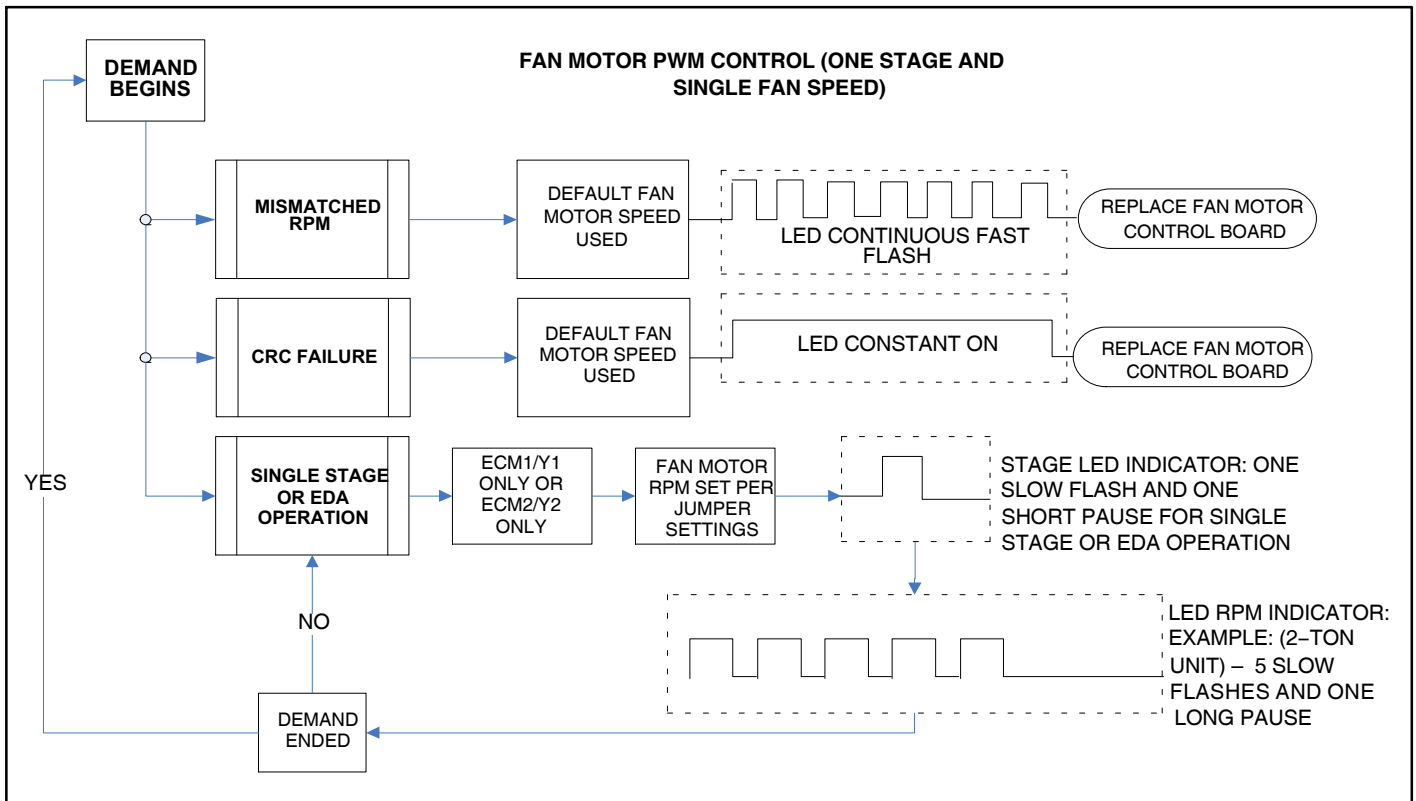 FAN MOTOR PWM CONTROL (ONE STAGE AND
SINGLE FAN SPEED)
DEMAND
BEGINS
MISMATCHED
RPM
DEFAULT FAN
MOTOR SPEED
USED
LED CONTINUOUS FAST
FLASH
REPLACE FAN MOTOR
CONTROL BOARD
CRC FAILURE
DEFAULT FAN
MOTOR SPEED
USED
LED CONSTANT ON
REPLACE FAN MOTOR
CONTROL BOARD
YES
SINGLE STAGE
OR EDA
OPERATION
ECM1/Y1
ONLY OR
ECM2/Y2
ONLY
FAN MOTOR
RPM SET PER
JUMPER
SETTINGS
STAGE LED INDICATOR: ONE
SLOW FLASH AND ONE
SHORT PAUSE FOR SINGLE
STAGE OR EDA OPERATION
NO
LED RPM INDICATOR:
EXAMPLE: (2–TON
UNIT) – 5 SLOW
FLASHES AND ONE
LONG PAUSE
DEMAND
ENDED